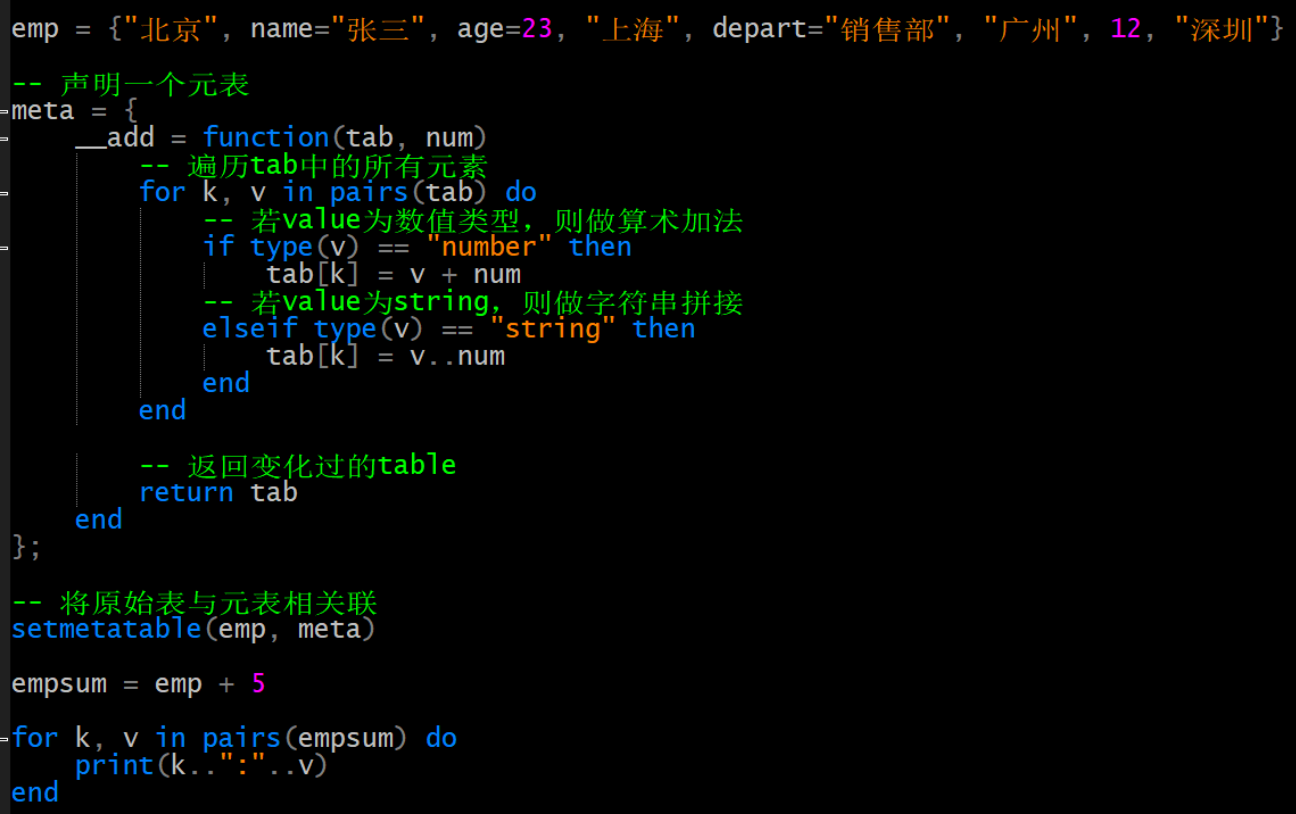 emp = {"北京", name="张三", age=23, "上海", depart="销售部", "广州", 12, "深圳"}
-- 声明一个元表
meta = {
    __add = function(tab, num)
        -- 遍历tab中的所有元素
        for k, v in pairs(tab) do
            -- 若value为数值类型，则做算术加法
            if type(v) == "number" then
                tab[k] = v + num
            -- 若value为string，则做字符串拼接
            elseif type(v) == "string" then
                tab[k] = v..num
            end
        end
        -- 返回变化过的table
        return tab
    end
};
-- 将原始表与元表相关联
setmetatable(emp, meta)
empsum = emp + 5
for k, v in pairs(empsum) do
    print(k..":"..v)
end